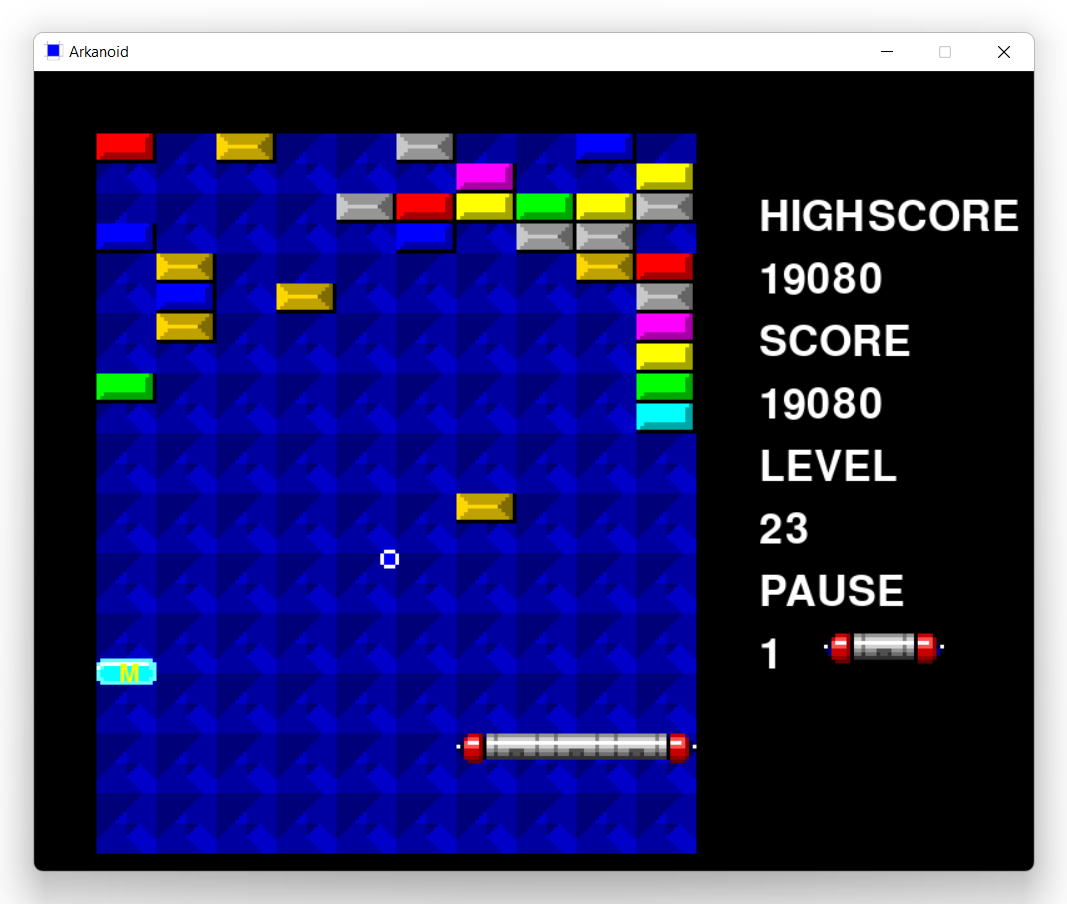 Arkanoid
HIGHSCORE
19080
SCORE
19080
LEVEL
23
PAUSE
1
M